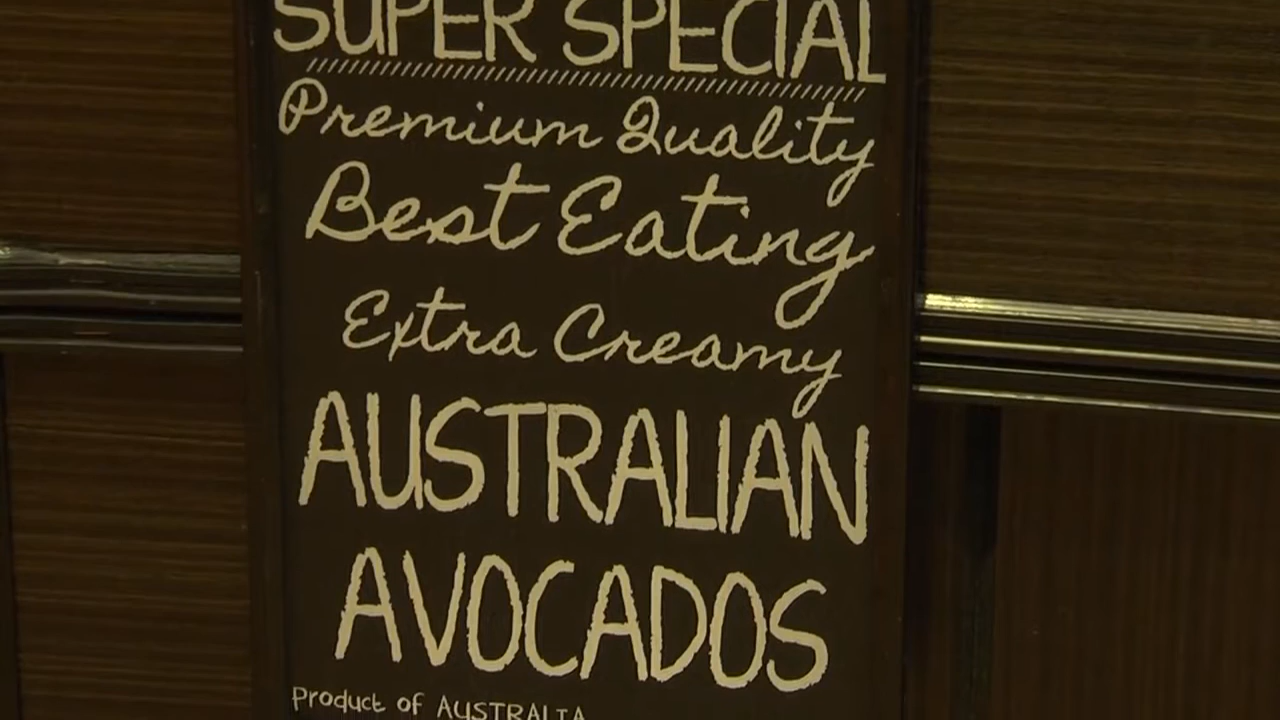 SUPER SPECIAL
Premium Quality
Best Eating
Extra Creamy
AUSTRALIAN
AVOCADOS
Product of AUSTRALIA